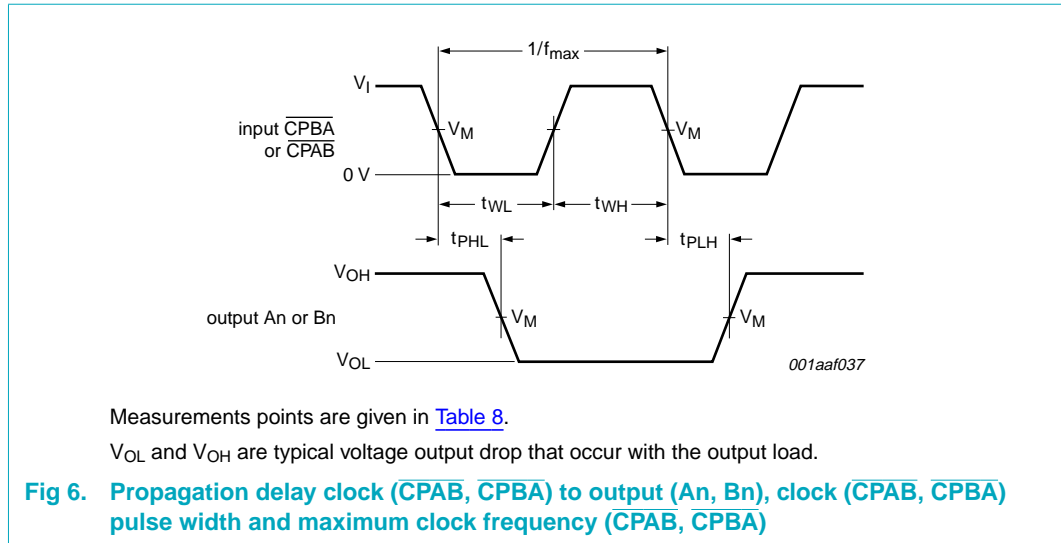 1/fmax
VI
input CPBA
or CPAB
VM
VM
0 V
tWL
tWH
tPHL
tPLH
VOH
output An or Bn
VM
VM
VOL
001aaf037
Measurements points are given in Table 8.
VOL and VOH are typical voltage output drop that occur with the output load.
Fig 6. Propagation delay clock (CPAB, CPBA) to output (An, Bn), clock (CPAB, CPBA)
pulse width and maximum clock frequency (CPAB, CPBA)